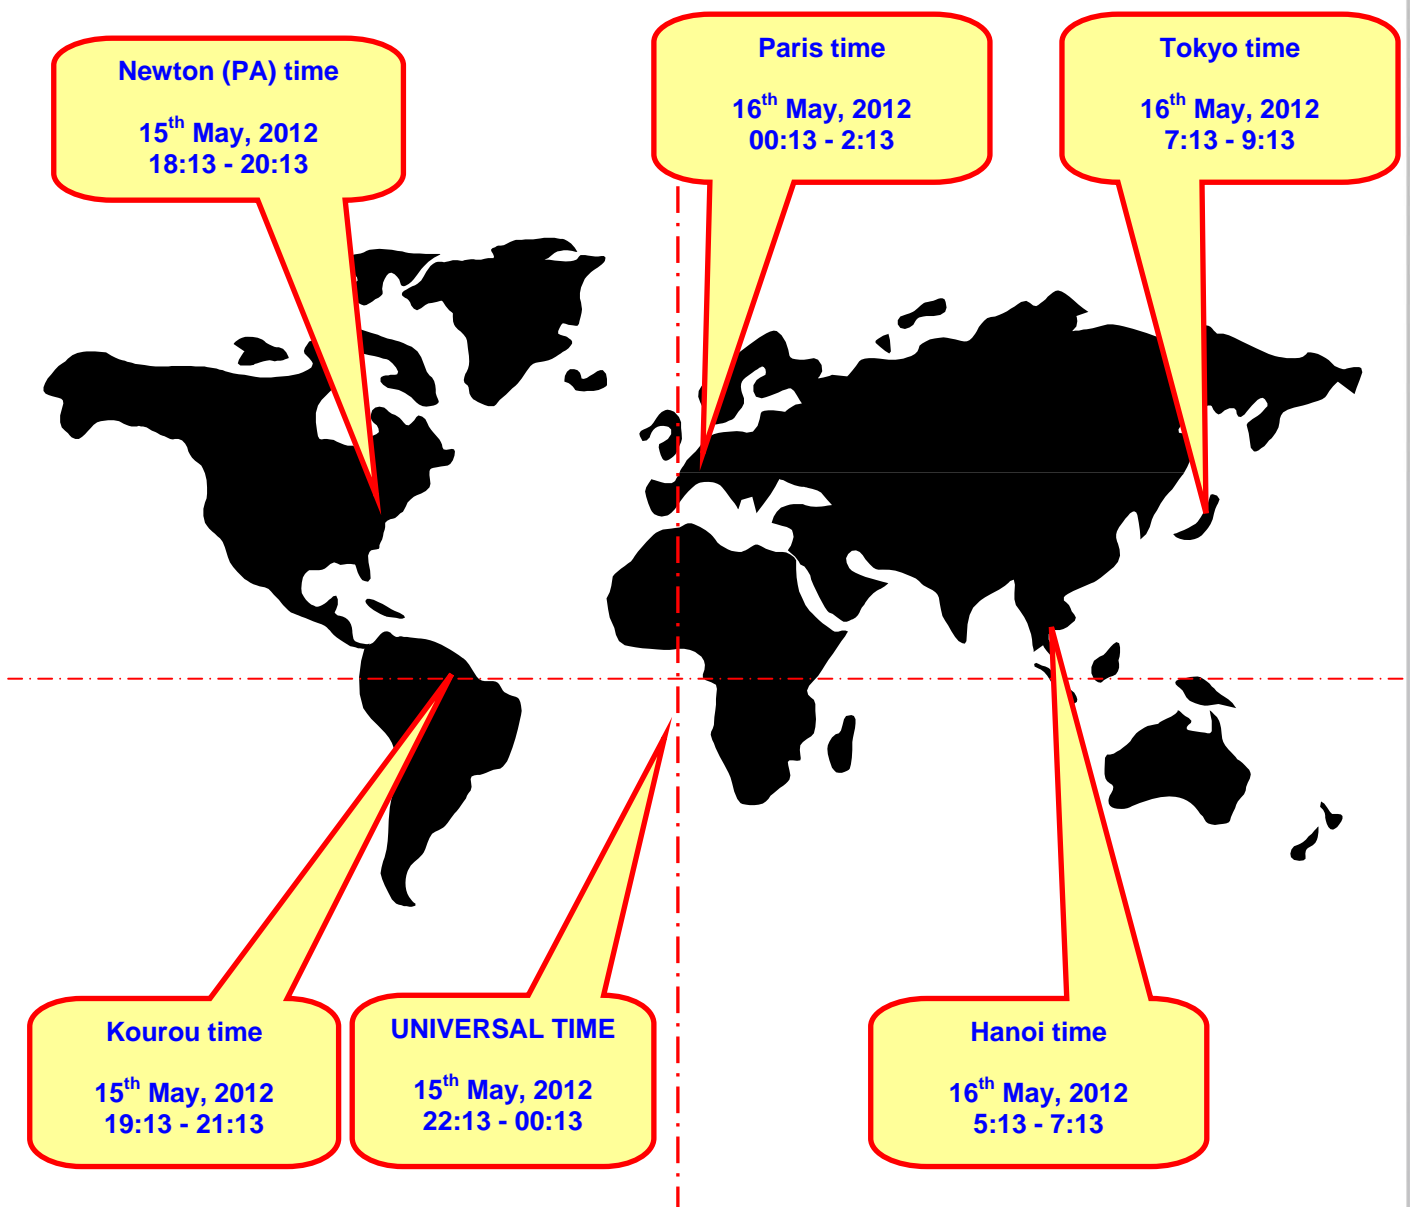 Newton (PA) time
15th May, 2012
18:13 - 20:13
Paris time
16th May, 2012
00:13 - 2:13
Tokyo time
16th May, 2012
7:13 - 9:13
Kourou time
15th May, 2012
19:13 - 21:13
UNIVERSAL TIME
15th May, 2012
22:13 - 00:13
Hanoi time
16th May, 2012
5:13 - 7:13